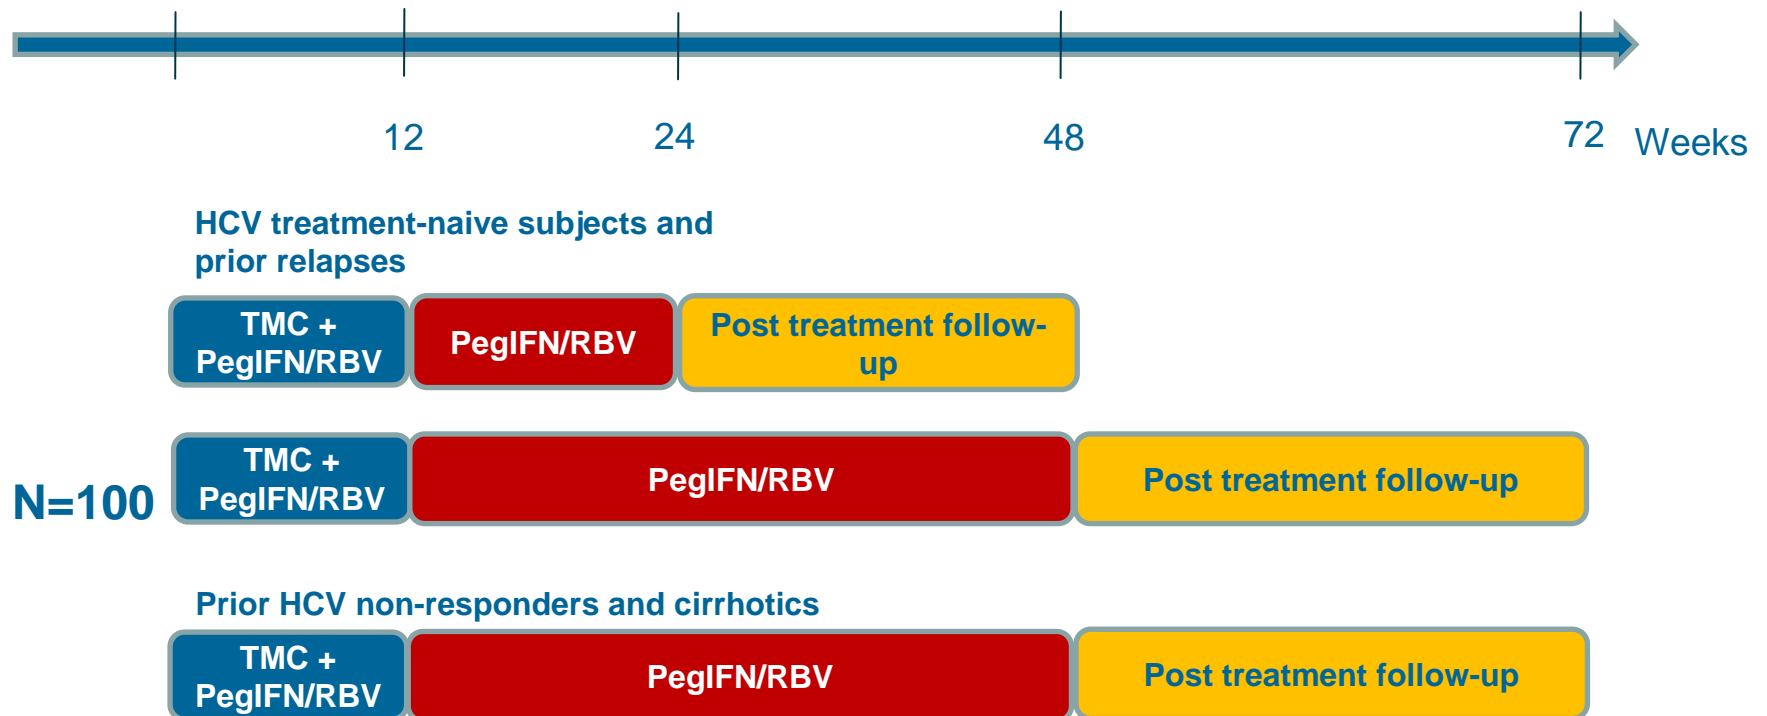 12 24 48 72 Weeks
HCV treatment-naive subjects and
prior relapses
TMC +
PegIFN/RBV
PegIFN/RBV
Post treatment follow-
up
N=100
TMC +
PegIFN/RBV
PegIFN/RBV
Post treatment follow-up
Prior HCV non-responders and cirrhotics
TMC +
PegIFN/RBV
PegIFN/RBV
Post treatment follow-up